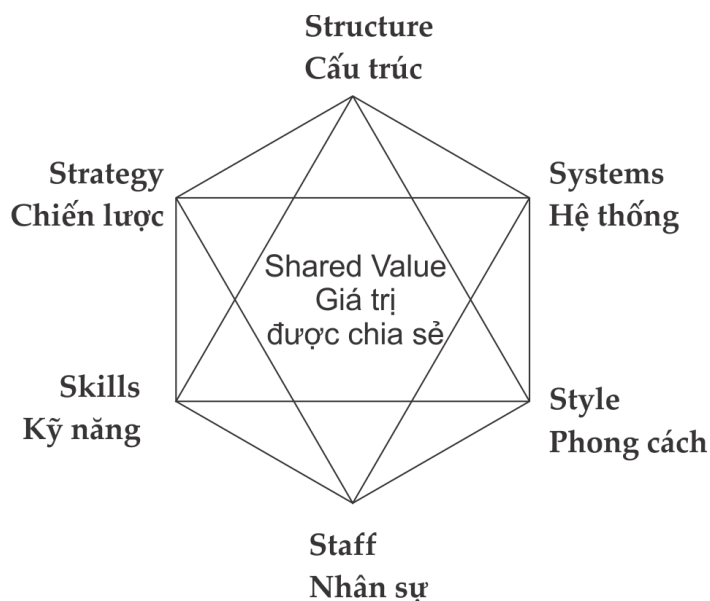 Structure
Cấu trúc
Strategy
Chiến lược
Systems
Hệ thống
Shared Value
Giá trị
được chia sẻ
Skills
Kỹ năng
Style
Phong cách
Staff
Nhân sự